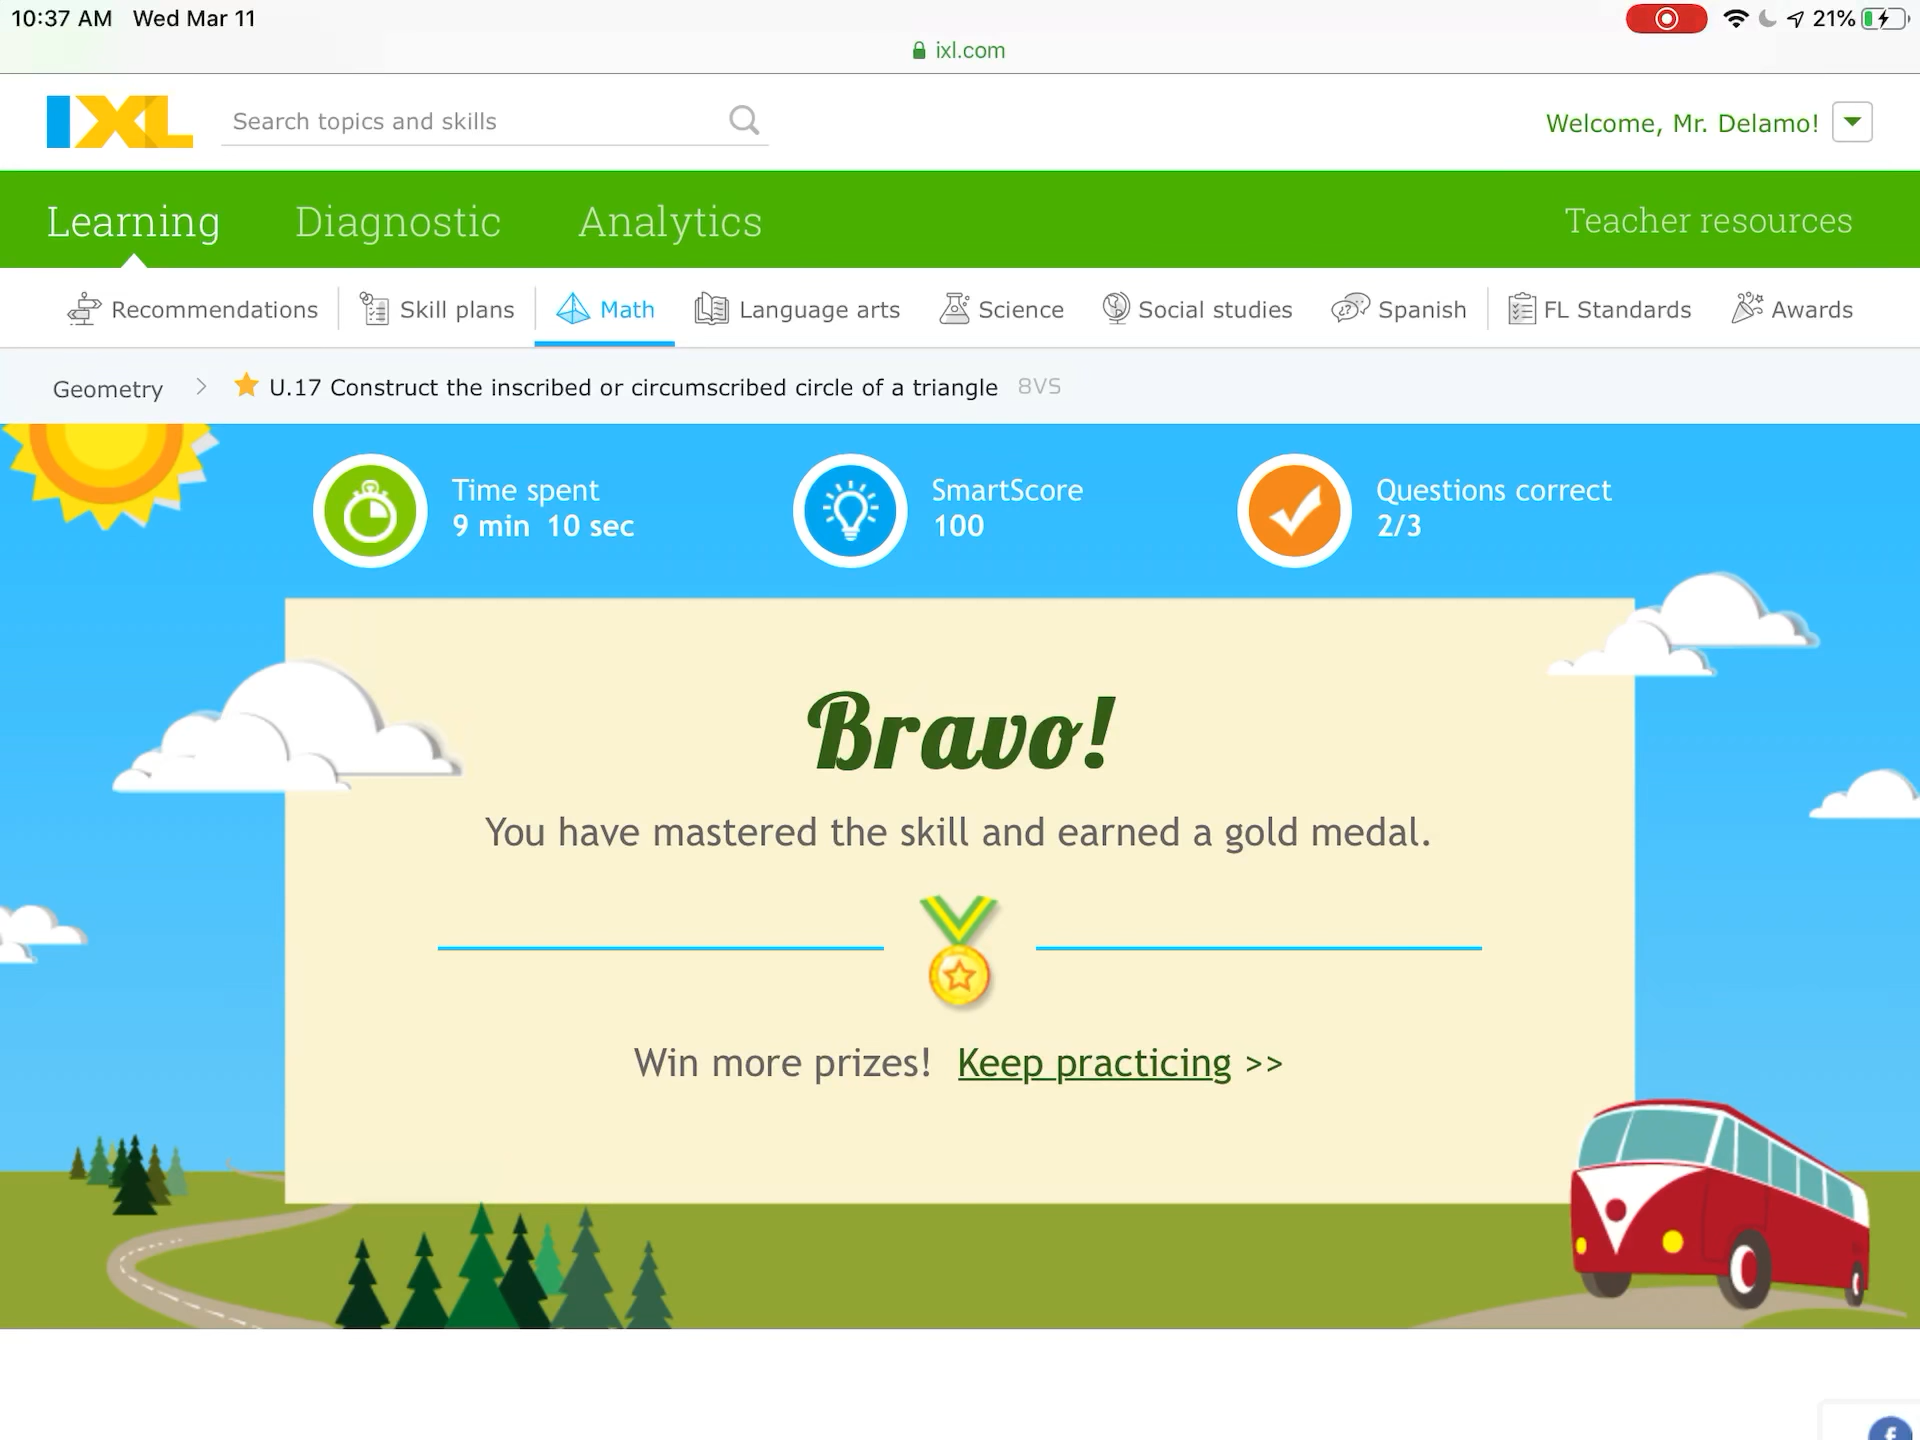 10:37 AM Wed Mar 11
21%
ixl.com
IXL
Search topics and skills
Welcome, Mr. Delamo!
Learning
Diagnostic
Analytics
Teacher resources
Recommendations
Skill plans
Math
Language arts
Science
Social studies
Spanish
FL Standards
Awards
Geometry > U.17 Construct the inscribed or circumscribed circle of a triangle 8VS
Time spent
9 min 10 sec
SmartScore
100
Questions correct
2/3
Bravo!
You have mastered the skill and earned a gold medal.
Win more prizes! Keep practicing >>